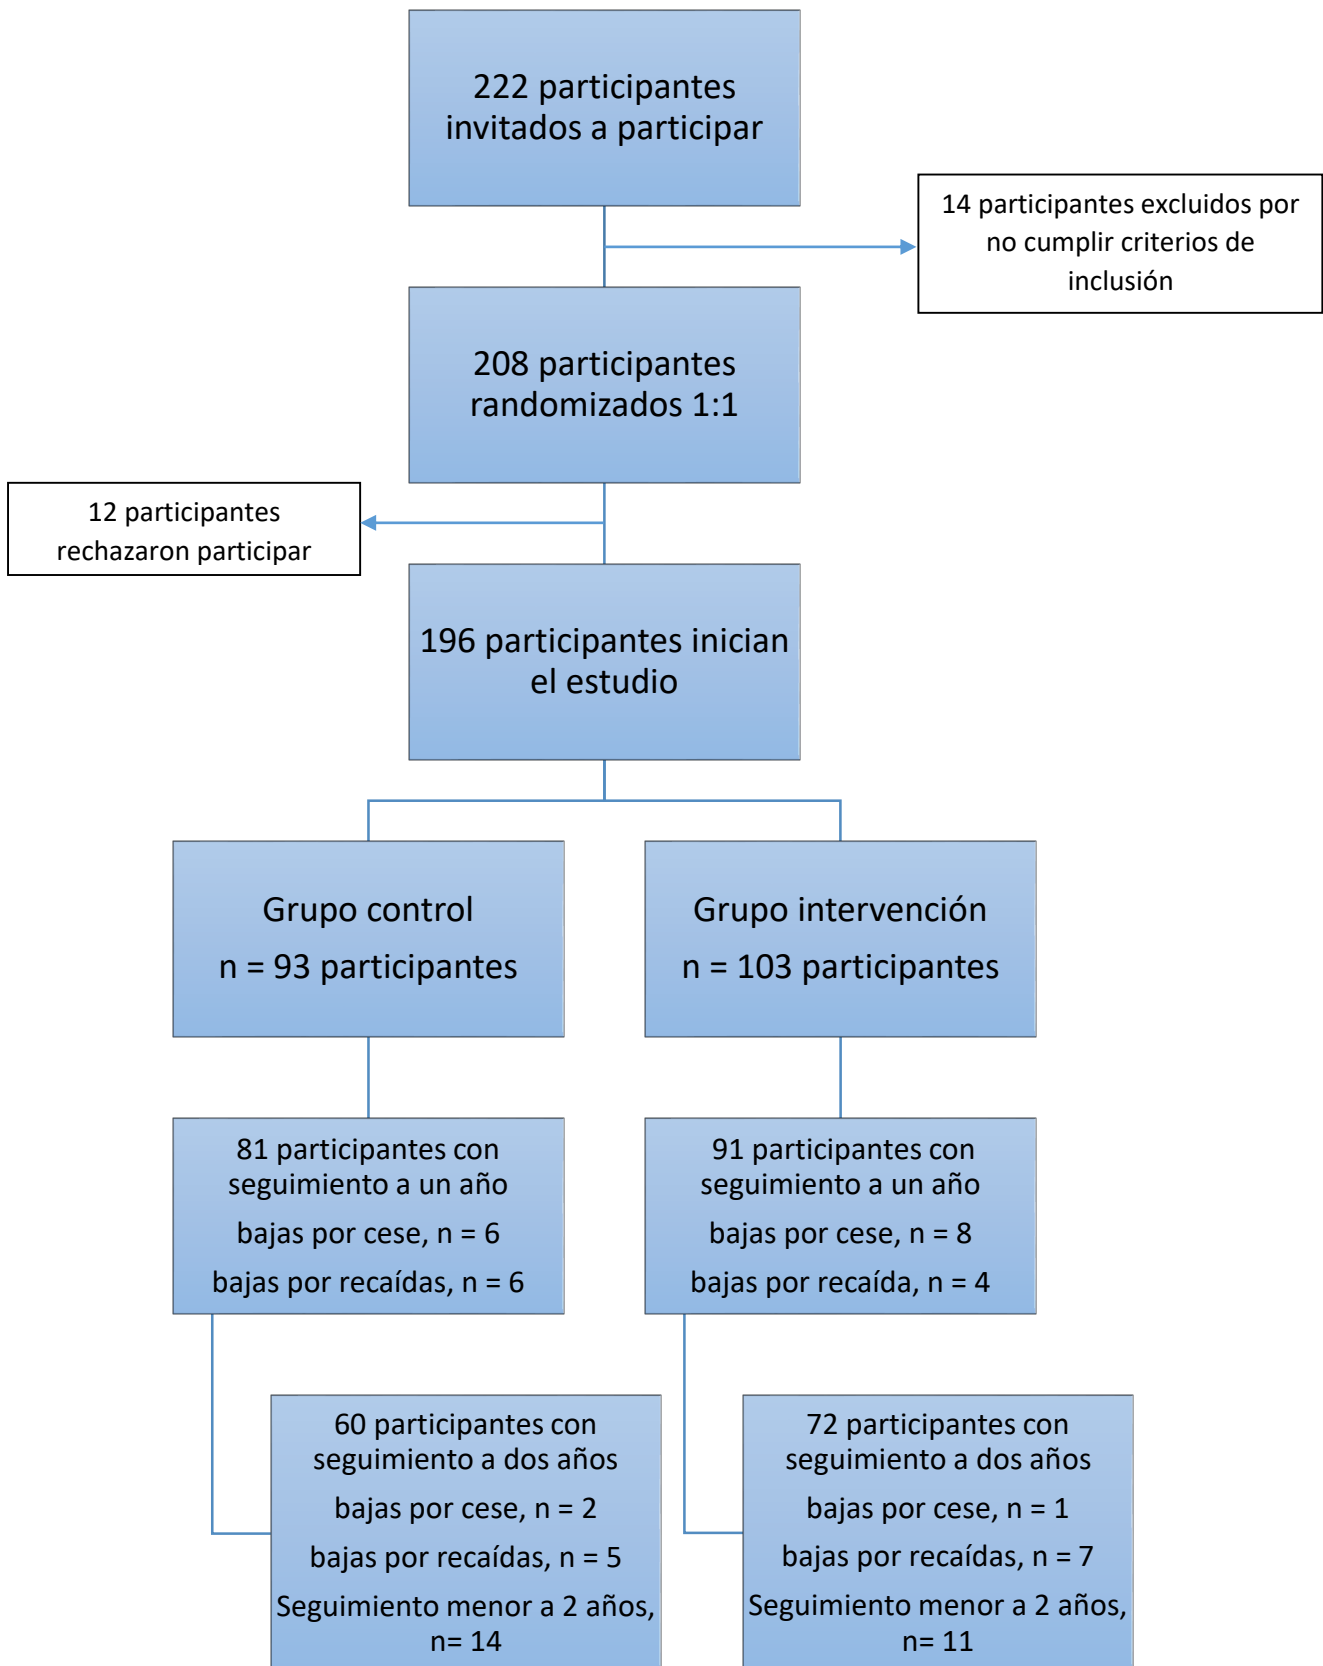 222 participantes
invitados a participar
14 participantes excluidos por
no cumplir criterios de
inclusión
208 participantes
randomizados 1:1
12 participantes
rechazaron participar
196 participantes inician
el estudio
Grupo control
n = 93 participantes
Grupo intervención
n = 103 participantes
81 participantes con
seguimiento a un año
bajas por cese, n = 6
bajas por recaídas, n = 6
91 participantes con
seguimiento a un año
bajas por cese, n = 8
bajas por recaída, n = 4
60 participantes con
seguimiento a dos años
bajas por cese, n = 2
bajas por recaídas, n = 5
Seguimiento menor a 2 años,
n= 14
72 participantes con
seguimiento a dos años
bajas por cese, n = 1
bajas por recaídas, n = 7
Seguimiento menor a 2 años,
n= 11